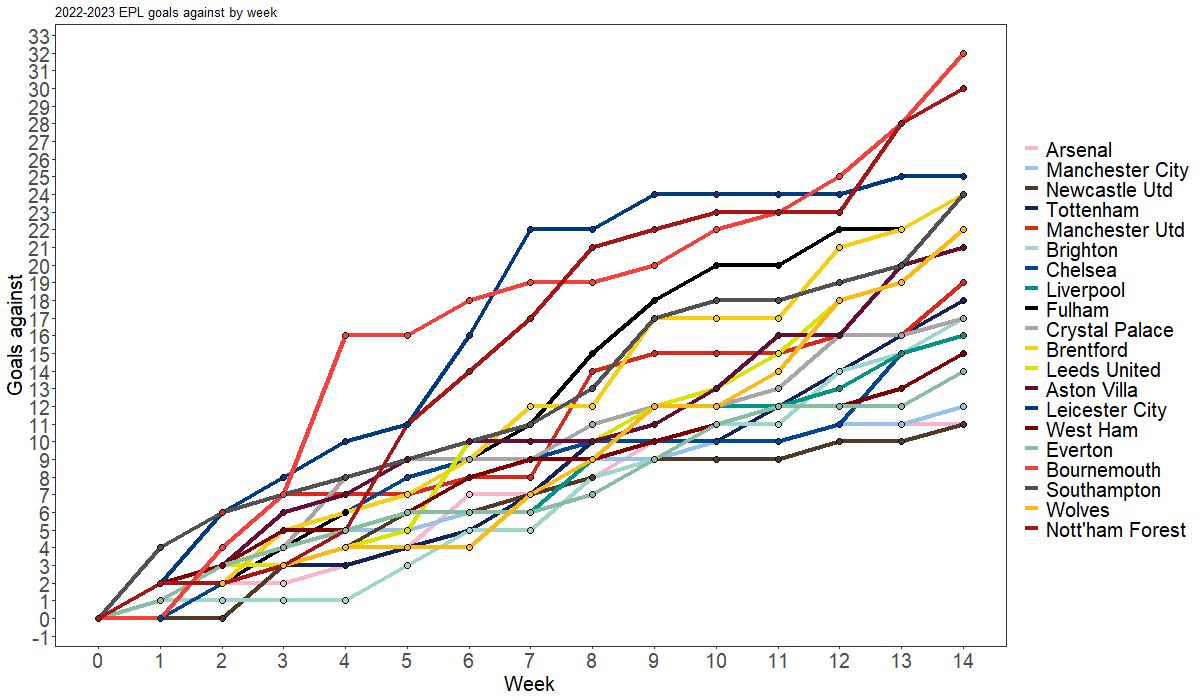 2022-2023 EPL goals against by week
33
32
31
30
29
28
27
26
25
24
23
22
21
20
19
18
17
16
15
14
13
12
11
10
9
8
7
6
5
4
3
2
1
0
-1
Goals against
0 1 2 3 4 5 6 7 8 9 10 11 12 13 14
Week
Arsenal
Manchester City
Newcastle Utd
Tottenham
Manchester Utd
Brighton
Chelsea
Liverpool
Fulham
Crystal Palace
Brentford
Leeds United
Aston Villa
Leicester City
West Ham
Everton
Bournemouth
Southampton
Wolves
Nott'ham Forest